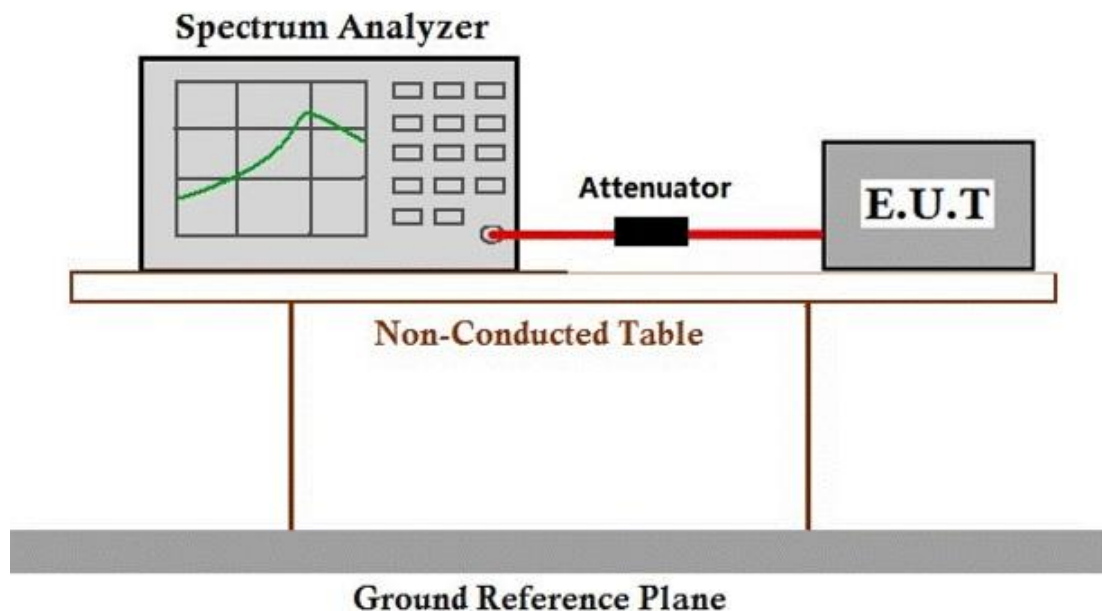 Spectrum Analyzer
Attenuator
E.U.T
Non-Conducted Table
Ground Reference Plane